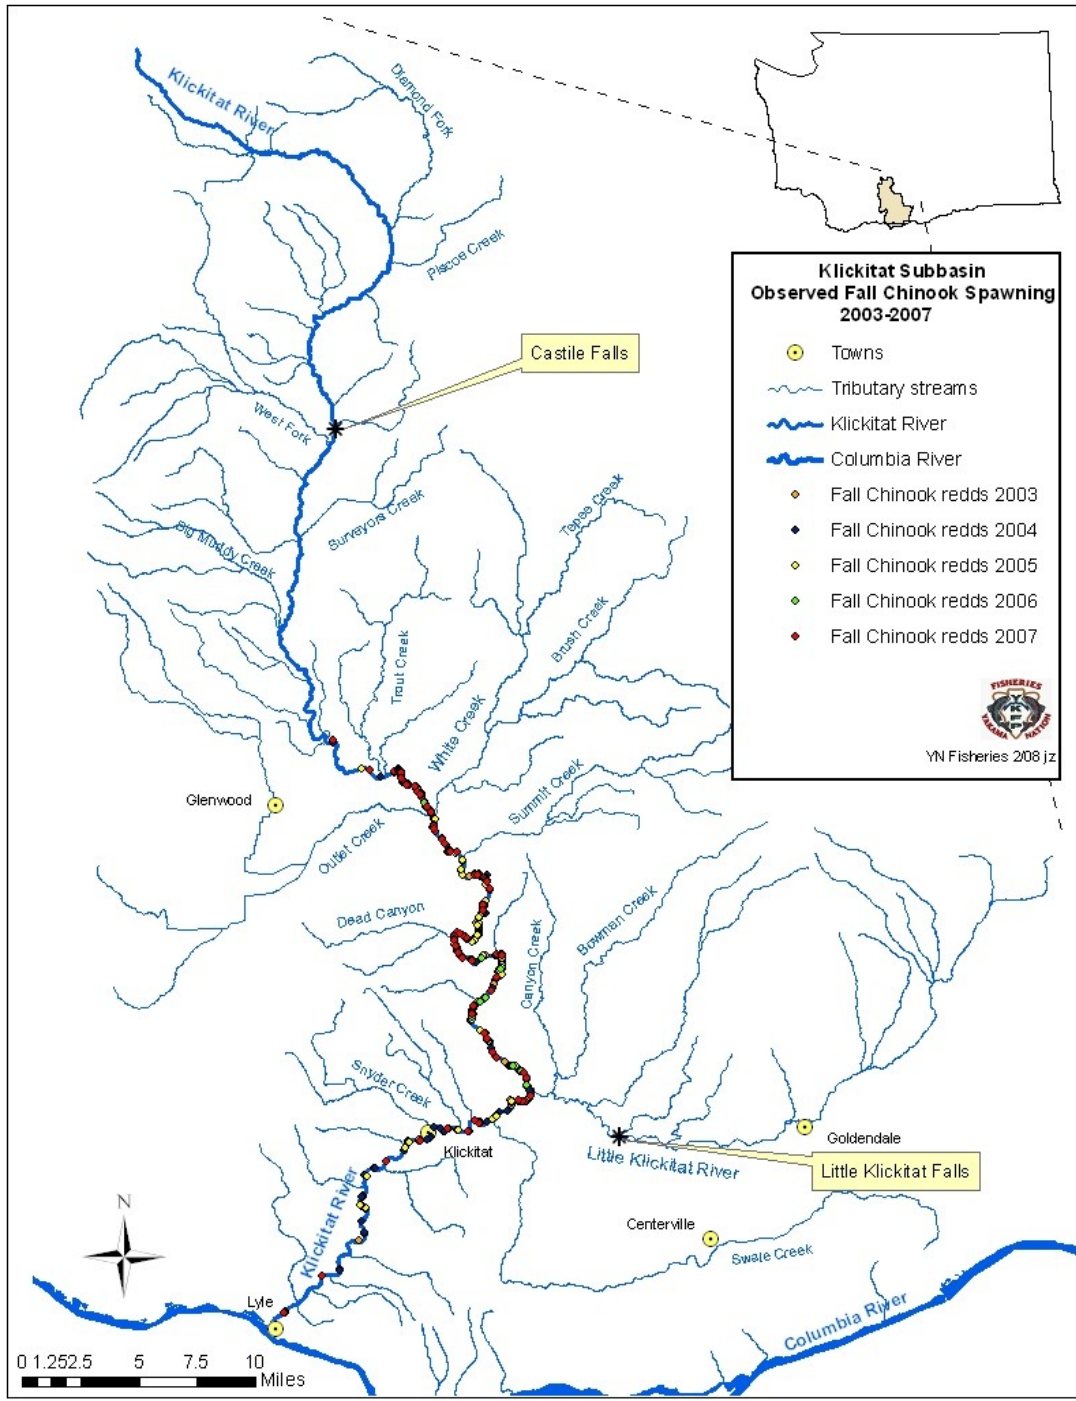 Klickitat River
Diamond Fork
Piscoe Creek
Klickitat Subbasin
Observed Fall Chinook Spawning
2003-2007
Towns
Tributary streams
Klickitat River
Columbia River
Fall Chinook redds 2003
Fall Chinook redds 2004
Fall Chinook redds 2005
Fall Chinook redds 2006
Fall Chinook redds 2007
FISHERIES
YKFP
YAKAMA NATION
YN Fisheries 2/08 jz
Castile Falls
West Fork
Surveyors Creek
Tepee Creek
Big Muddy Creek
Brush Creek
Trout Creek
White Creek
Summit Creek
Glenwood
Outlet Creek
Dead Canyon
Canyon Creek
Bowman Creek
Snyder Creek
Klickitat
Goldendale
Little Klickitat River
Little Klickitat Falls
Klickitat River
Centerville
Swale Creek
N
Lyle
Columbia River
0 1.25 2.5 5 7.5 10
Miles